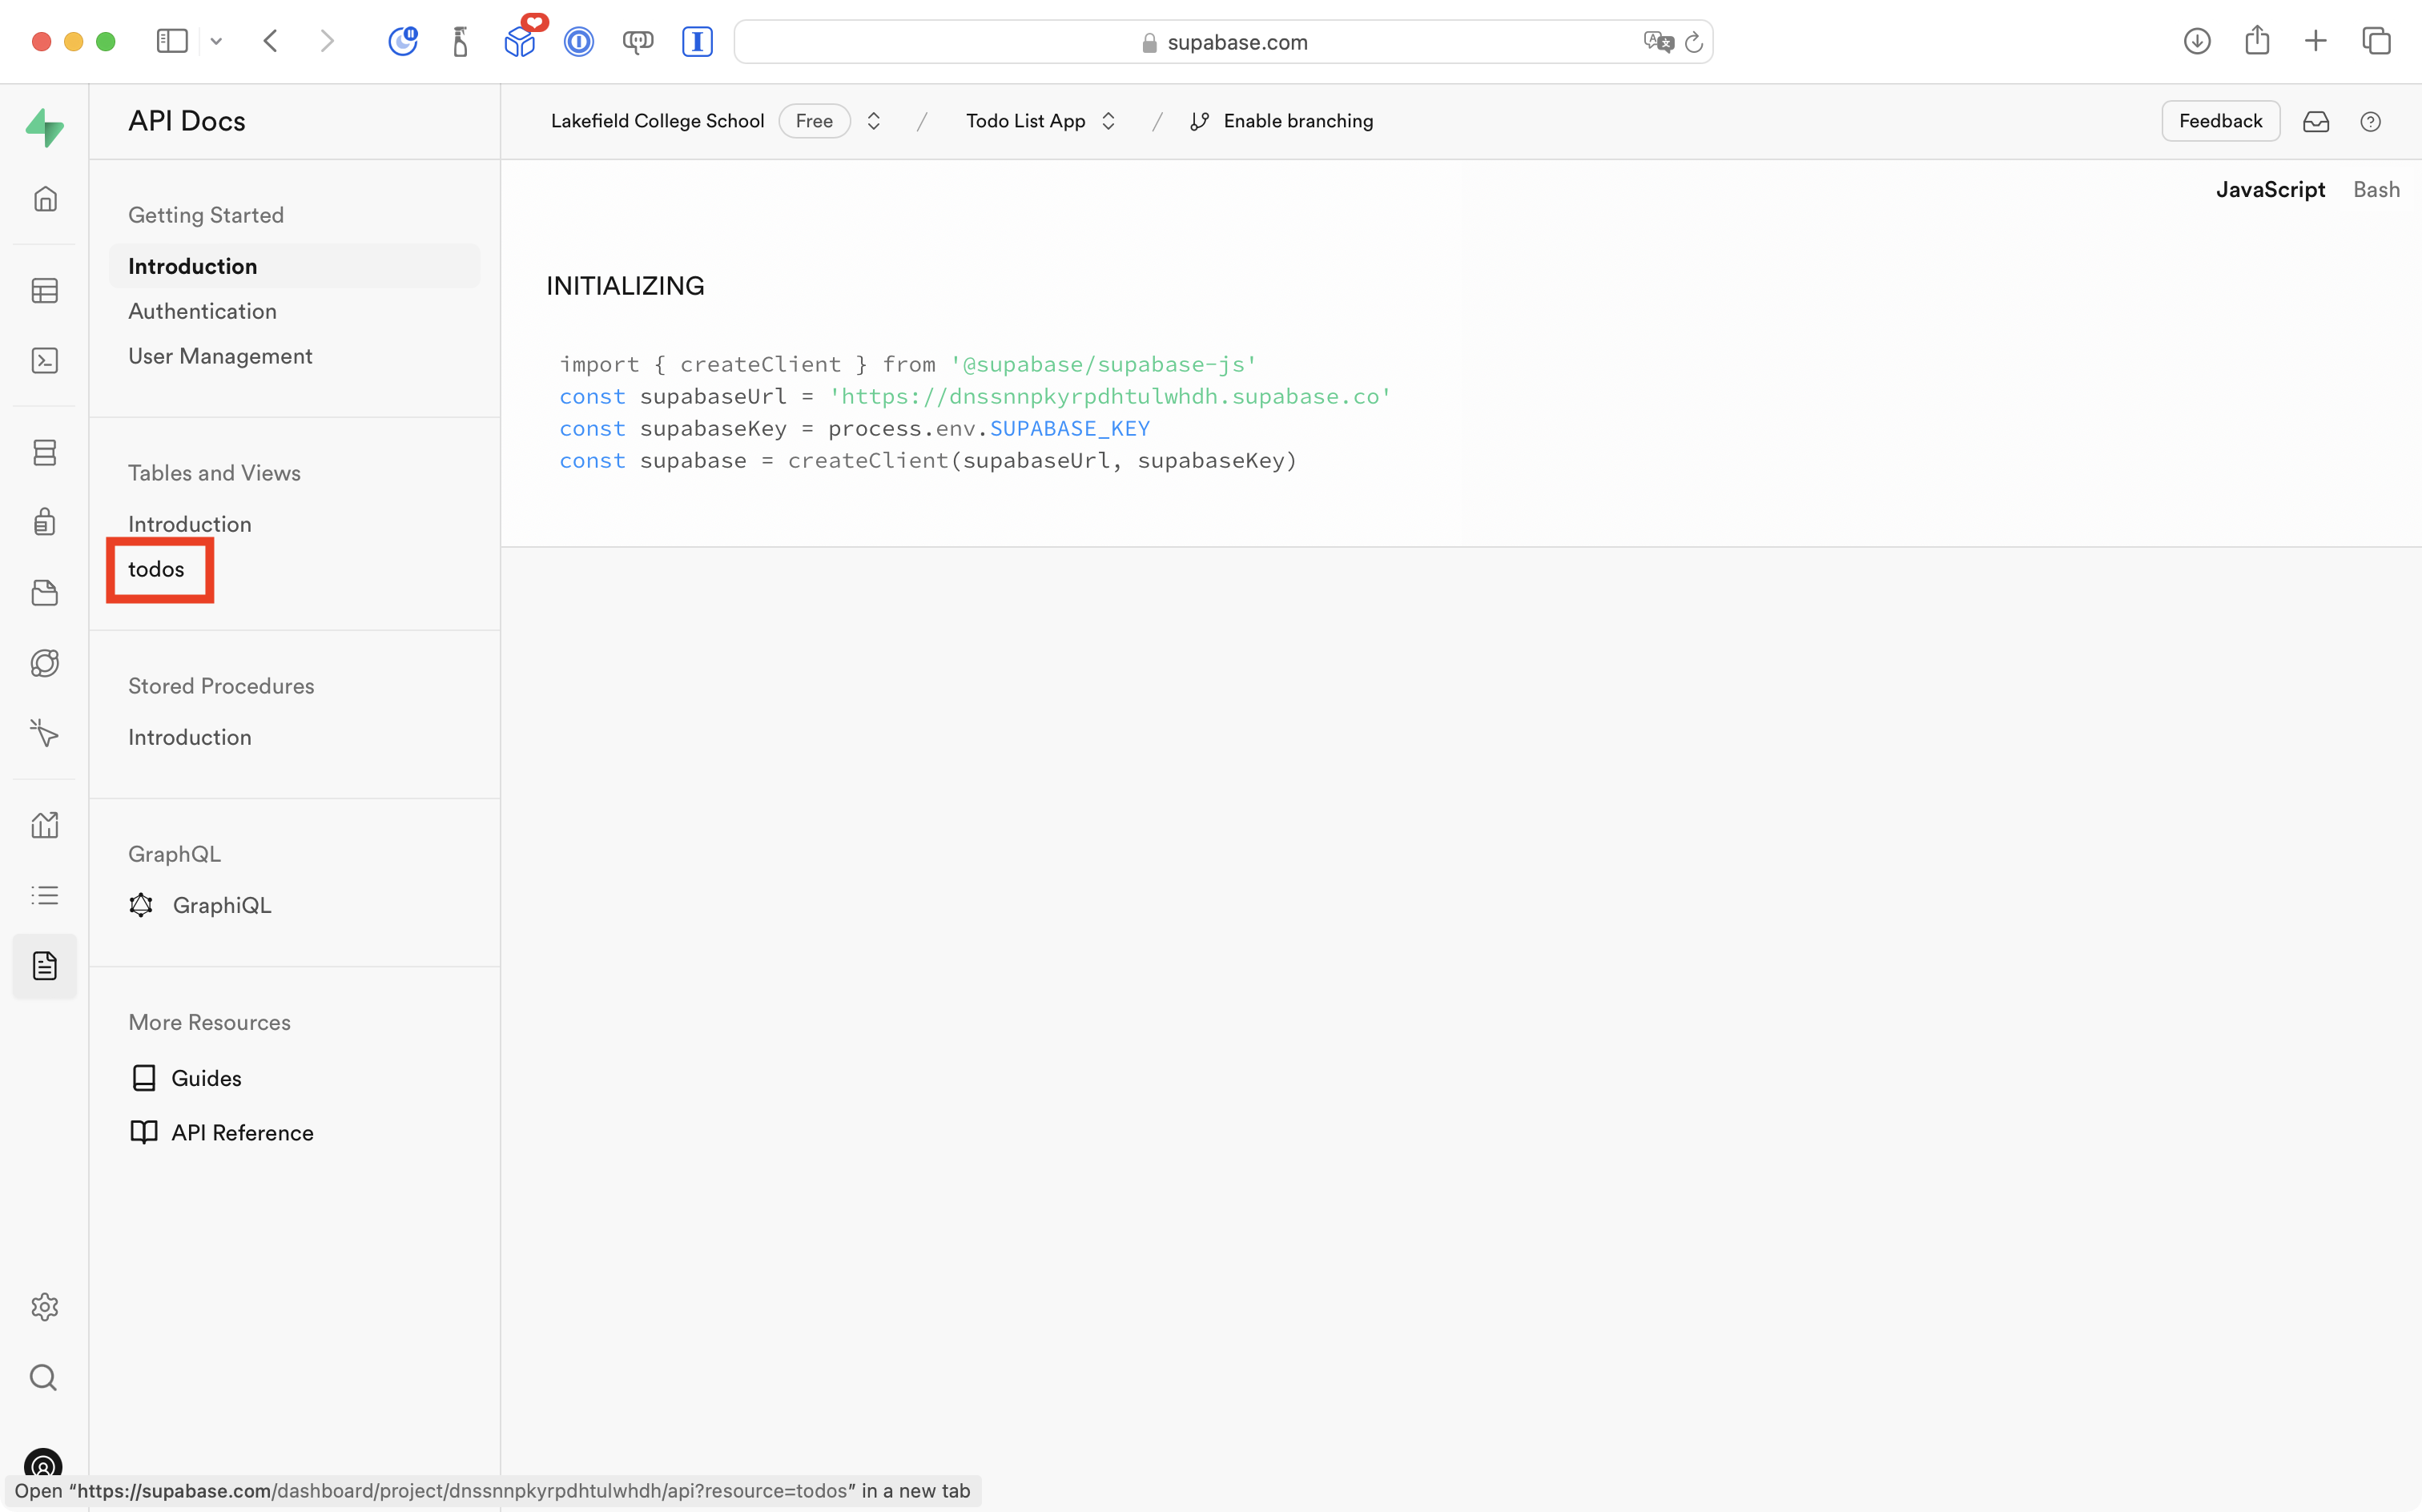 supabase.com
API Docs
Lakefield College School Free / Todo List App / Enable branching
Feedback
Getting Started
Introduction
Authentication
User Management
Tables and Views
Introduction
todos
Stored Procedures
Introduction
GraphQL
GraphiQL
More Resources
Guides
API Reference
JavaScript Bash
INITIALIZING
import { createClient } from '@supabase/supabase-js'
const supabaseUrl = 'https://dnssnnpkyrpdhtulwhdh.supabase.co'
const supabaseKey = process.env.SUPABASE_KEY
const supabase = createClient(supabaseUrl, supabaseKey)
Open “https://supabase.com/dashboard/project/dnssnnpkyrpdhtulwhdh/api?resource=todos” in a new tab